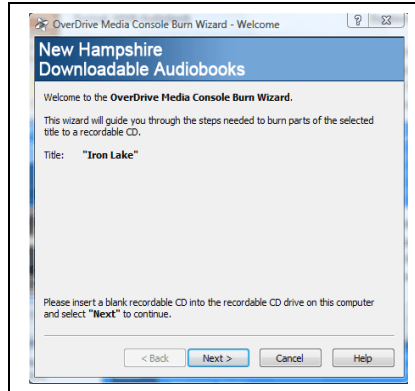 OverDrive Media Console Burn Wizard - Welcome
New Hampshire
Downloadable Audiobooks
Welcome to the OverDrive Media Console Burn Wizard.
This wizard will guide you through the steps needed to burn parts of the selected
title to a recordable CD.
Title: "Iron Lake"
Please insert a blank recordable CD into the recordable CD drive on this computer
and select "Next" to continue.
< Back Next > Cancel Help